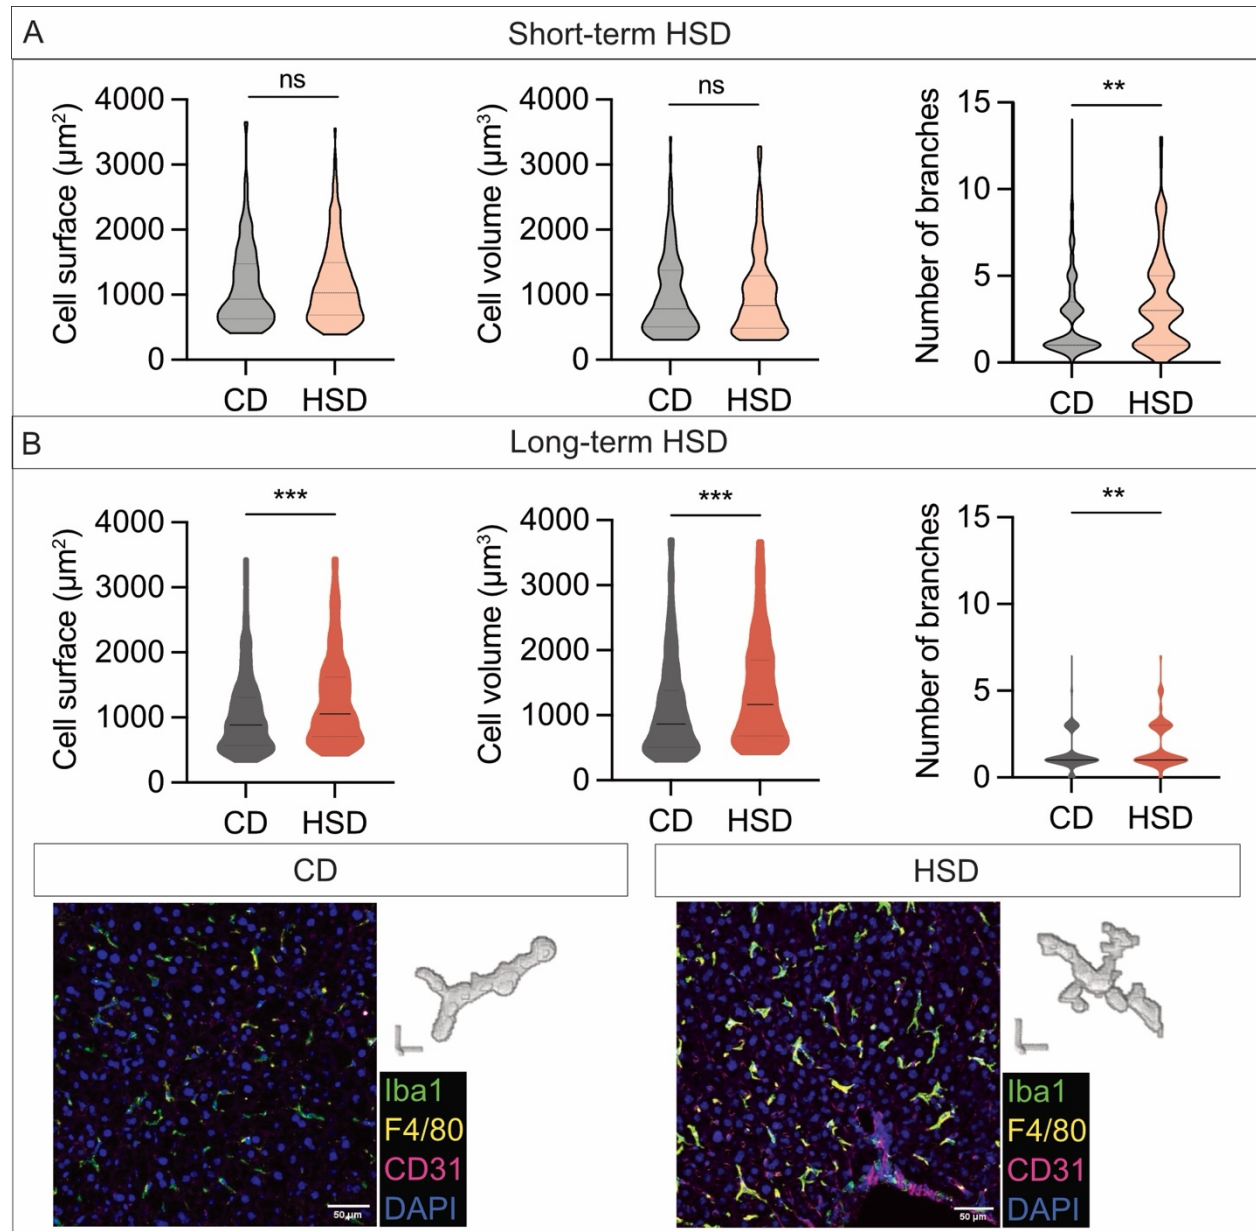 A
Short-term HSD
Cell surface (µm²)
4000
3000
2000
1000
0
ns
CD
HSD
Cell volume (µm³)
4000
3000
2000
1000
0
ns
CD
HSD
Number of branches
15
10
5
0
**
CD
HSD
B
Long-term HSD
Cell surface (µm²)
4000
3000
2000
1000
0
***
CD
HSD
Cell volume (µm³)
4000
3000
2000
1000
0
***
CD
HSD
Number of branches
15
10
5
0
**
CD
HSD
CD
50 µm
Iba1
F4/80
CD31
DAPI
HSD
50 µm
Iba1
F4/80
CD31
DAPI